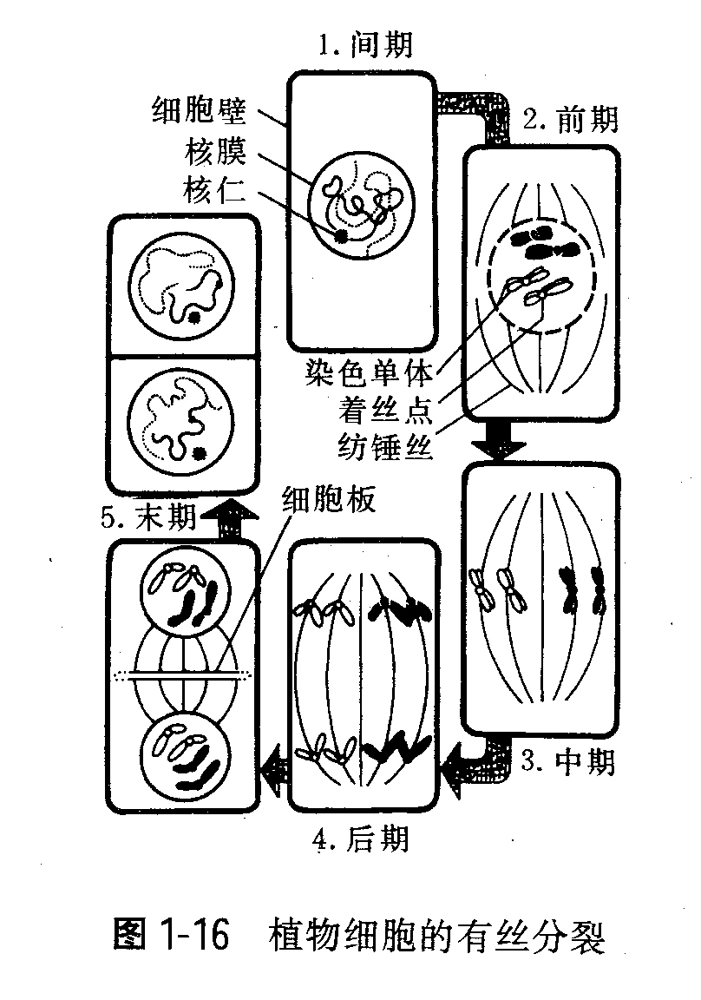 1.间期
细胞壁
核膜
核仁
2.前期
染色单体
着丝点
纺锤丝
3.中期
4.后期
5.末期
细胞板
图 1-16 植物细胞的有丝分裂